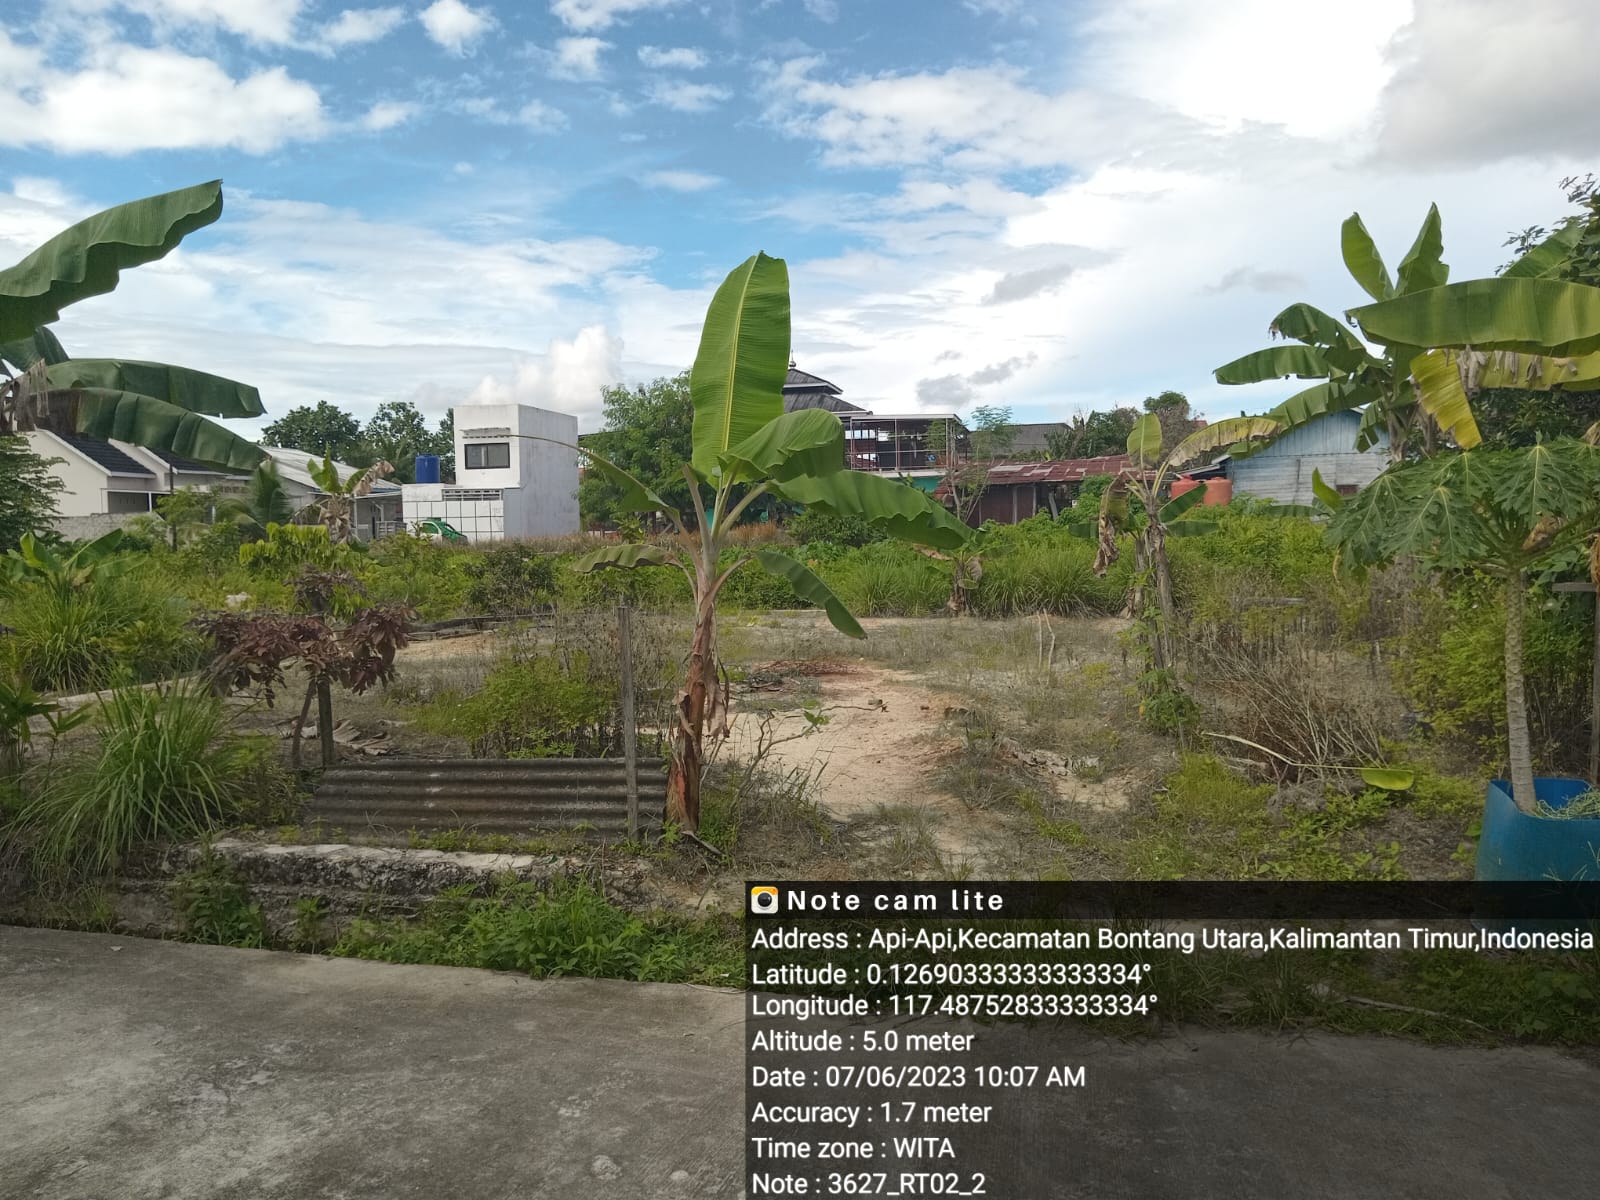 Note cam lite
Address : Api-Api,Kecamatan Bontang Utara,Kalimantan Timur,Indonesia
Latitude : 0.12690333333333334°
Longitude : 117.48752833333334°
Altitude : 5.0 meter
Date : 07/06/2023 10:07 AM
Accuracy : 1.7 meter
Time zone : WITA
Note : 3627_RT02_2